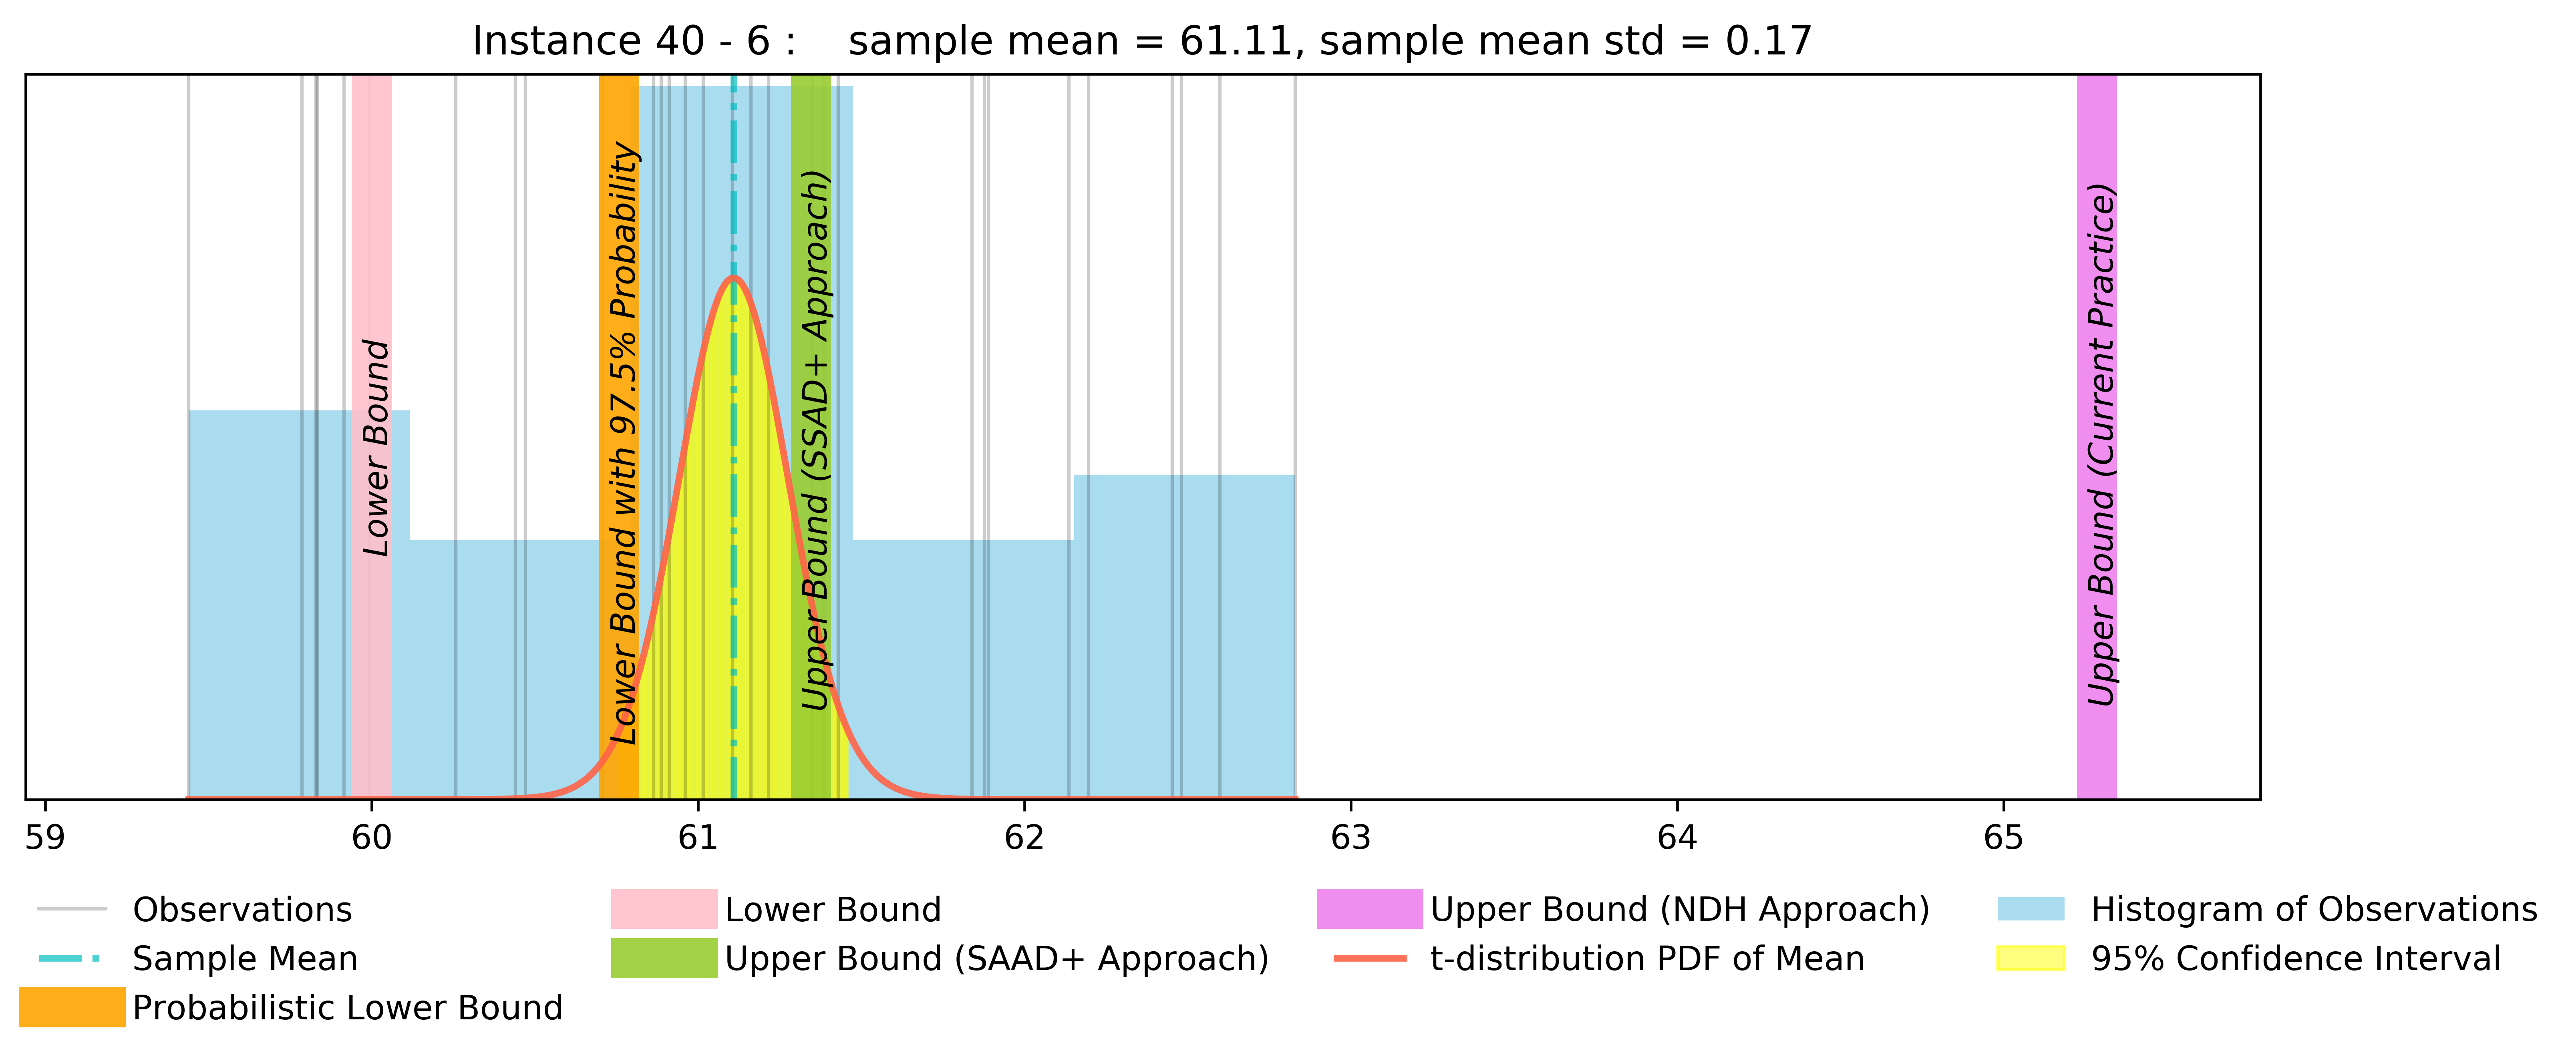 Instance 40 - 6 :    sample mean = 61.11, sample mean std = 0.17
Lower Bound
Lower Bound with 97.5% Probability
Upper Bound (SSAD+ Approach)
Upper Bound (Current Practice)
59 60 61 62 63 64 65
Observations
Sample Mean
Probabilistic Lower Bound
Lower Bound
Upper Bound (SAAD+ Approach)
Upper Bound (NDH Approach)
t-distribution PDF of Mean
Histogram of Observations
95% Confidence Interval